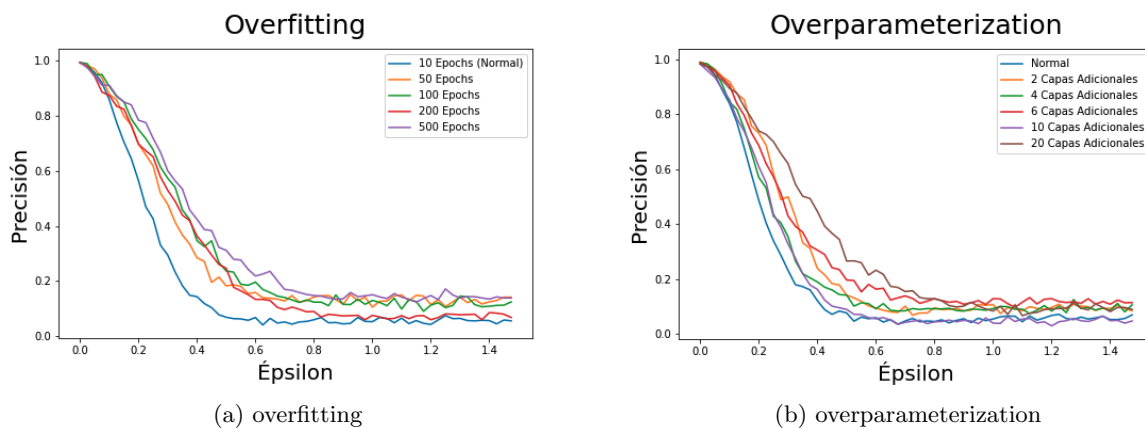 Overfitting
1.0
0.8
0.6
0.4
0.2
0.0
Precisión
10 Epochs (Normal)
50 Epochs
100 Epochs
200 Epochs
500 Epochs
0.0 0.2 0.4 0.6 0.8 1.0 1.2 1.4
Épsilon
(a) overfitting
Overparameterization
1.0
0.8
0.6
0.4
0.2
0.0
Precisión
Normal
2 Capas Adicionales
4 Capas Adicionales
6 Capas Adicionales
10 Capas Adicionales
20 Capas Adicionales
0.0 0.2 0.4 0.6 0.8 1.0 1.2 1.4
Épsilon
(b) overparameterization